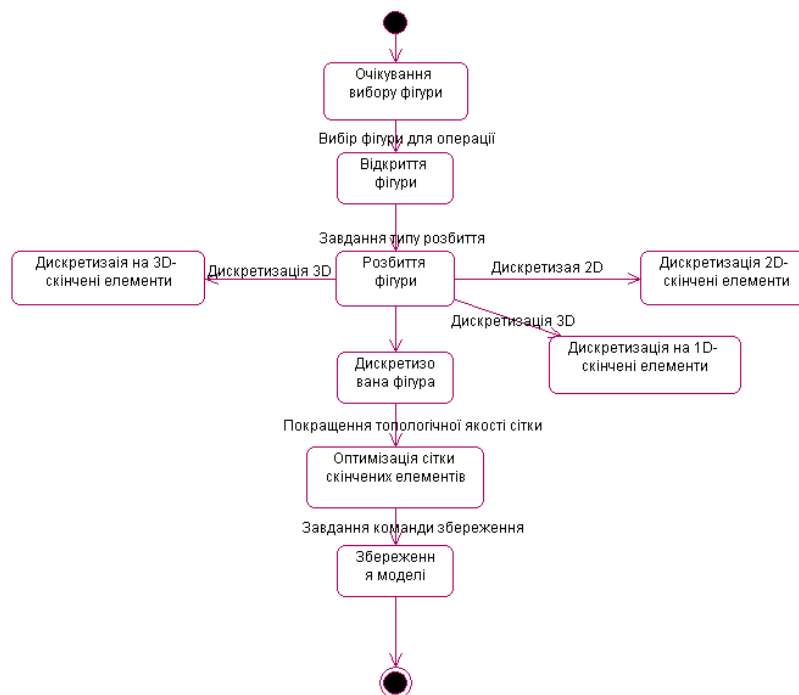 Очікування
вибору фігури
Вибір фігури для операції
Відкриття
фігури
Завдання типу розбиття
Дискретизаія на 3D-
скінчені елементи
Дискретизація 3D
Розбиття
фігури
Дискретизая 2D
Дискретизація 2D-
скінчені елементи
Дискретизація 3D
Дискретизація на 1D-
скінчені елементи
Дискретизо
вана фігура
Покращення топологічної якості сітки
Оптимізація сітки
скінчених елементів
Завдання команди збереження
Збереженн
я моделі